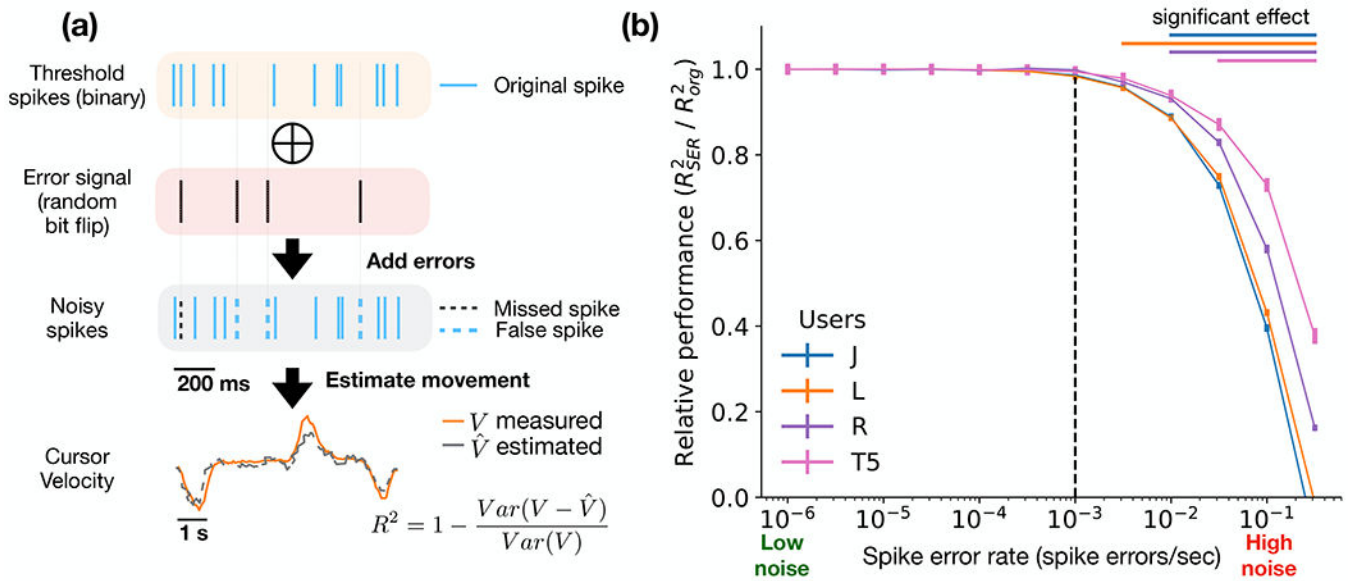 (a)
Threshold
spikes (binary)
Original spike
Error signal
(random
bit flip)
Add errors
Noisy
spikes
Missed spike
False spike
200 ms
Estimate movement
V measured
V̂ estimated
Cursor
Velocity
1 s
R² = 1 − Var(V − V̂) / Var(V)
(b)
significant effect
Relative performance (R²_SER / R²_org)
1.0
0.8
0.6
0.4
0.2
0.0
Users
J
L
R
T5
10⁻⁶
10⁻⁵
10⁻⁴
10⁻³
10⁻²
10⁻¹
Low
noise
Spike error rate (spike errors/sec)
High
noise